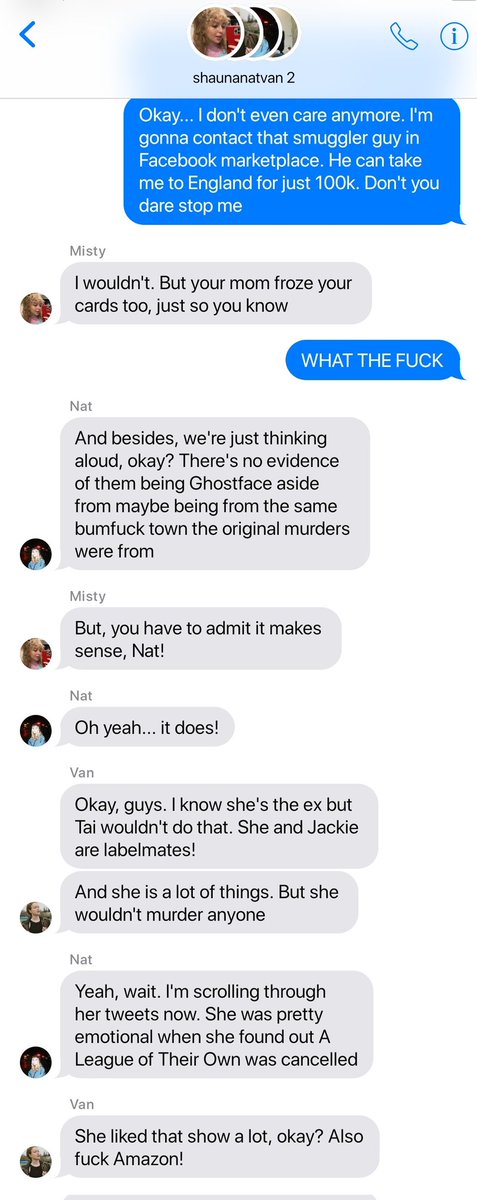 shaunanatvan 2
Okay... I don't even care anymore. I'm
gonna contact that smuggler guy in
Facebook marketplace. He can take
me to England for just 100k. Don't you
dare stop me
Misty
I wouldn't. But your mom froze your
cards too, just so you know
WHAT THE FUCK
Nat
And besides, we're just thinking
aloud, okay? There's no evidence
of them being Ghostface aside
from maybe being from the same
bumfuck town the original murders
were from
Misty
But, you have to admit it makes
sense, Nat!
Nat
Oh yeah... it does!
Van
Okay, guys. I know she's the ex but
Tai wouldn't do that. She and Jackie
are labelmates!
And she is a lot of things. But she
wouldn't murder anyone
Nat
Yeah, wait. I'm scrolling through
her tweets now. She was pretty
emotional when she found out A
League of Their Own was cancelled
Van
She liked that show a lot, okay? Also
fuck Amazon!